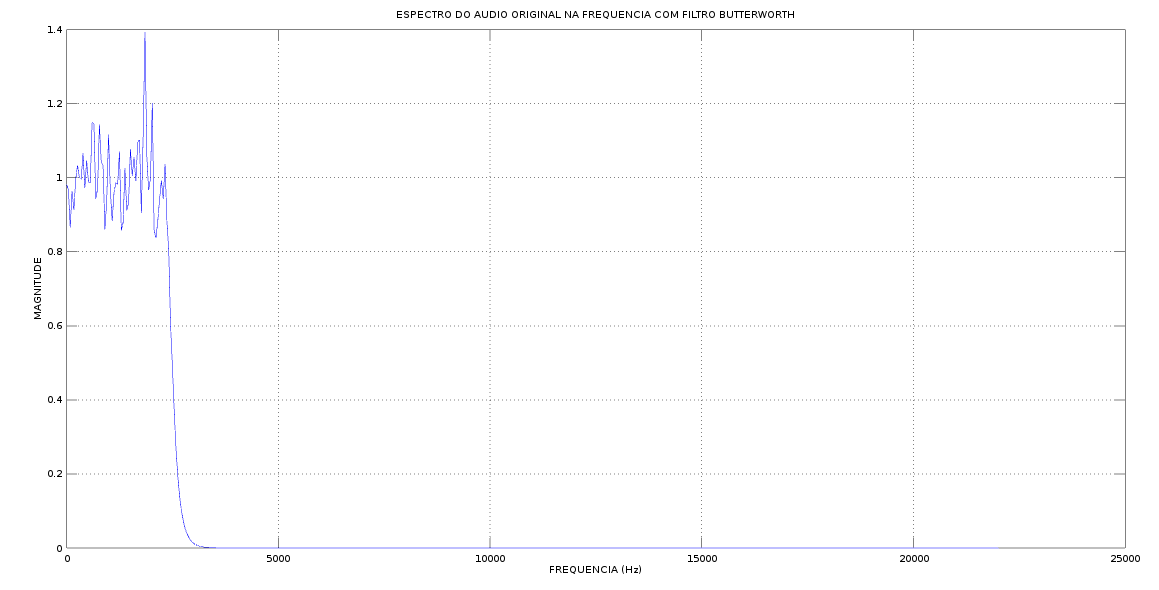 ESPECTRO DO AUDIO ORIGINAL NA FREQUENCIA COM FILTRO BUTTERWORTH
1.4
1.2
1
0.8
0.6
0.4
0.2
0
MAGNITUDE
0 5000 10000 15000 20000 25000
FREQUENCIA (Hz)